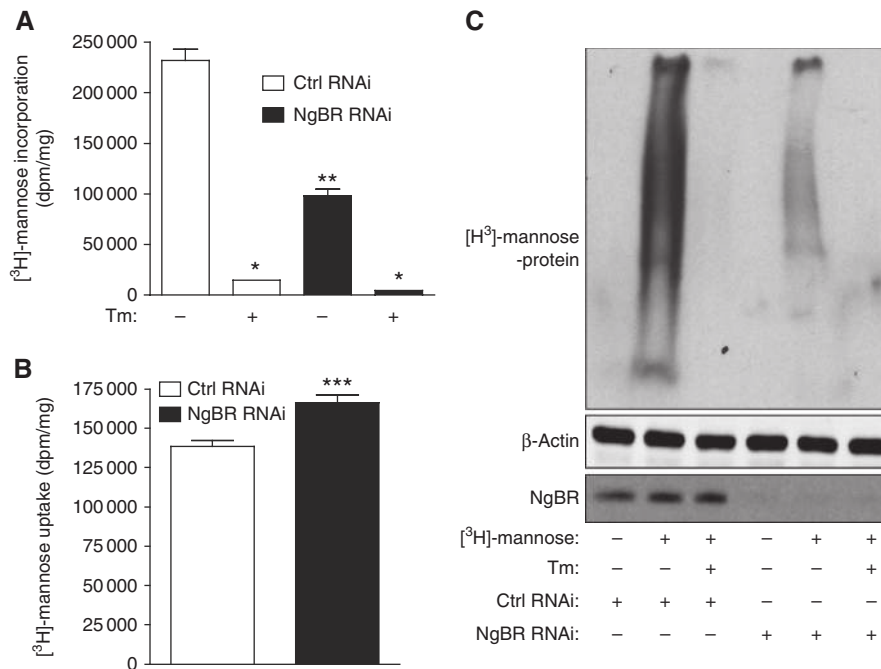 A
[³H]-mannose incorporation
(dpm/mg)
250 000
200 000
150 000
100 000
50 000
0
Ctrl RNAi
NgBR RNAi
*
**
*
Tm: – + – +
B
[³H]-mannose uptake (dpm/mg)
175 000
150 000
125 000
100 000
75 000
50 000
25 000
0
Ctrl RNAi
NgBR RNAi
***
C
[H³]-mannose
-protein
β-Actin
NgBR
[³H]-mannose: – + + – + +
Tm: – – + – – +
Ctrl RNAi: + + + – – –
NgBR RNAi: – – – + + +